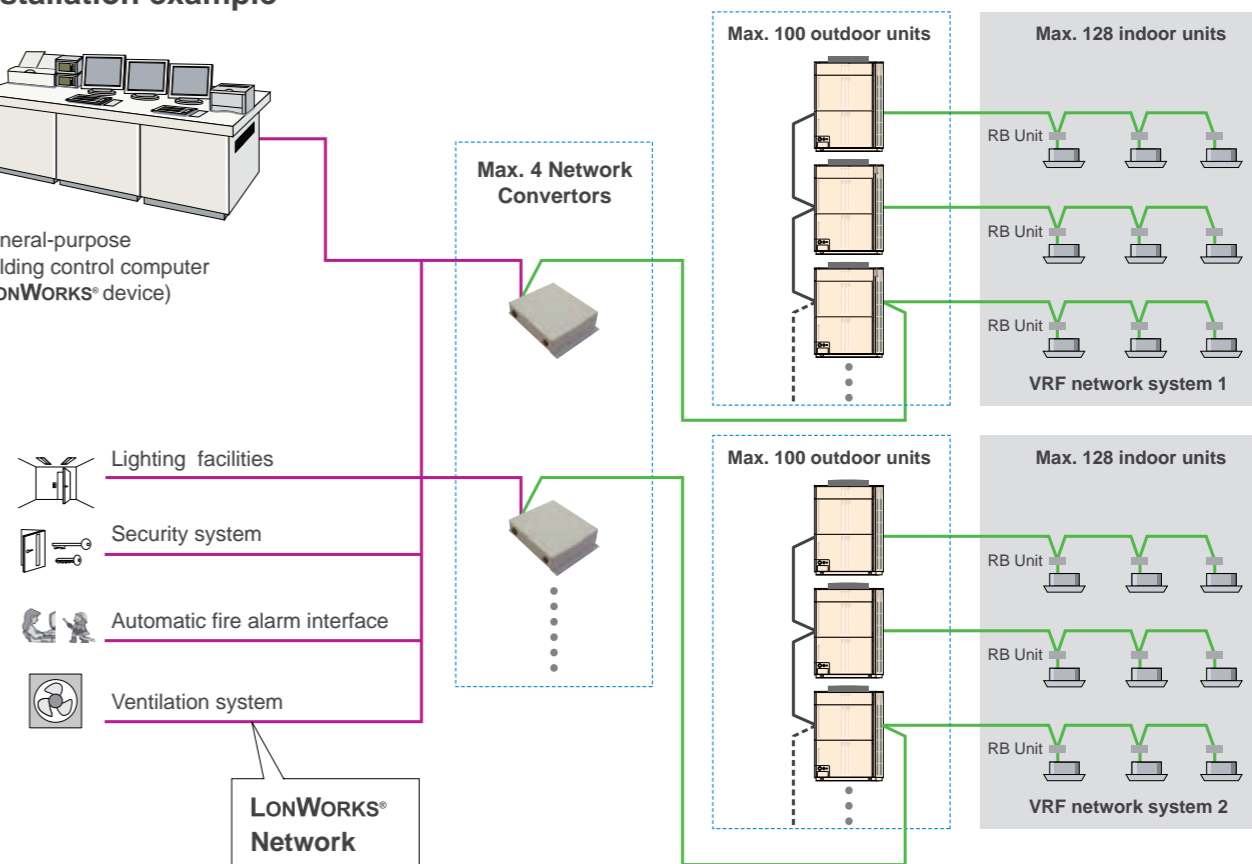 stallation example
Max. 100 outdoor units
Max. 128 indoor units
RB Unit
RB Unit
RB Unit
VRF network system 1
Max. 4 Network
Convertors
neral-purpose
lding control computer
ONWORKS® device)
Lighting facilities
Security system
Automatic fire alarm interface
Ventilation system
LONWORKS®
Network
Max. 100 outdoor units
Max. 128 indoor units
RB Unit
RB Unit
RB Unit
VRF network system 2